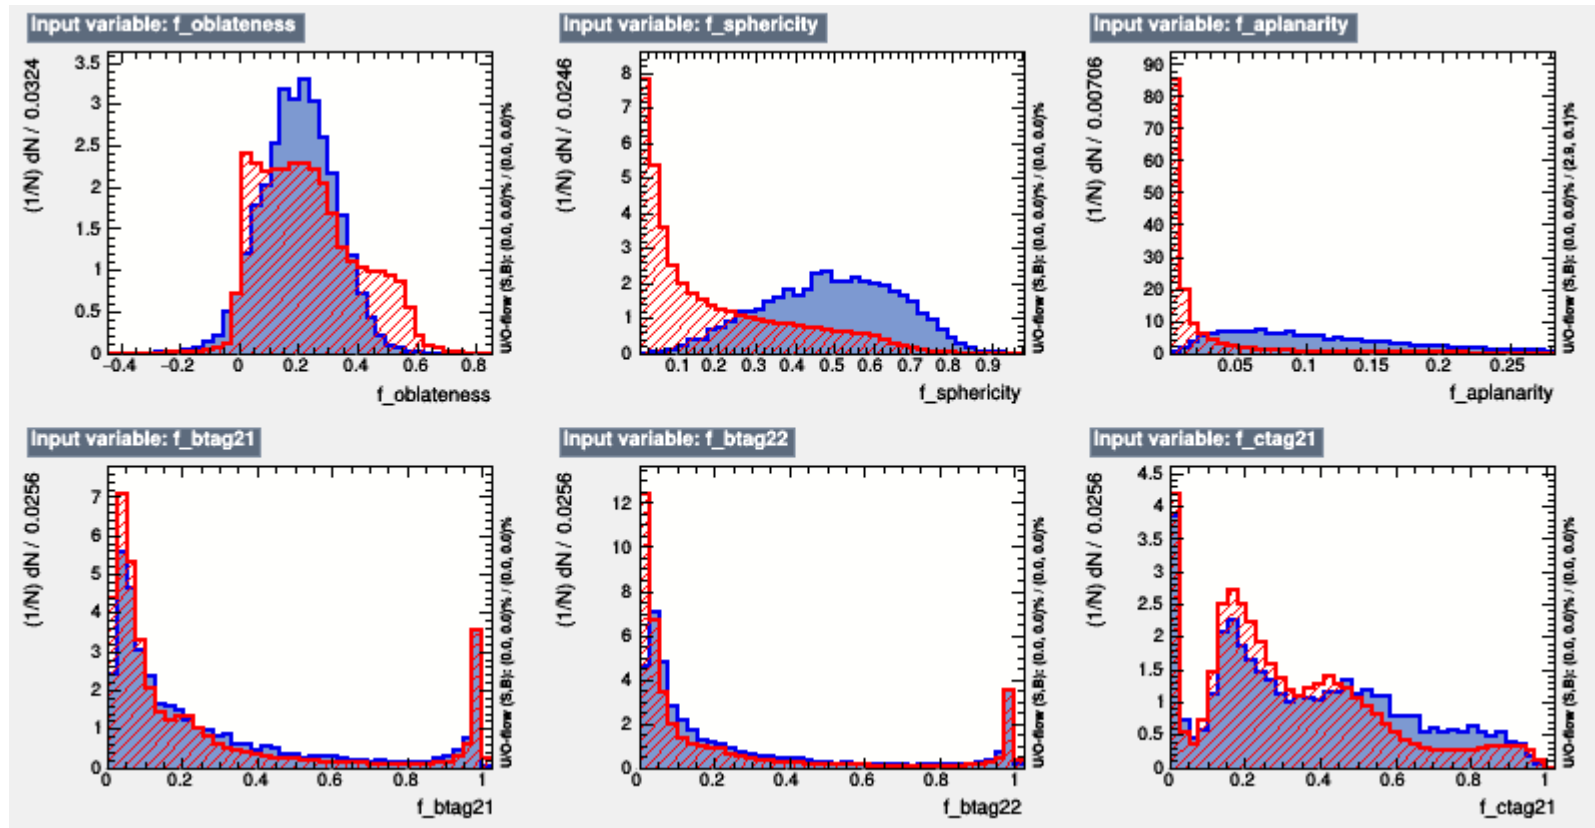 Input variable: f_oblateness
(1/N) dN / 0.0324
3.5
3
2.5
2
1.5
1
0.5
0
−0.4 −0.2 0 0.2 0.4 0.6 0.8
f_oblateness
U/O-flow (S,B): (0.0, 0.0)% / (0.0, 0.0)%
Input variable: f_sphericity
(1/N) dN / 0.0246
8
7
6
5
4
3
2
1
0
0.1 0.2 0.3 0.4 0.5 0.6 0.7 0.8 0.9
f_sphericity
U/O-flow (S,B): (0.0, 0.0)% / (0.0, 0.0)%
Input variable: f_aplanarity
(1/N) dN / 0.00706
90
80
70
60
50
40
30
20
10
0
0.05 0.1 0.15 0.2 0.25
f_aplanarity
U/O-flow (S,B): (0.0, 0.0)% / (2.9, 0.1)%
Input variable: f_btag21
(1/N) dN / 0.0256
7
6
5
4
3
2
1
0
0 0.2 0.4 0.6 0.8 1
f_btag21
U/O-flow (S,B): (0.0, 0.0)% / (0.0, 0.0)%
Input variable: f_btag22
(1/N) dN / 0.0256
12
10
8
6
4
2
0
0 0.2 0.4 0.6 0.8 1
f_btag22
U/O-flow (S,B): (0.0, 0.0)% / (0.0, 0.0)%
Input variable: f_ctag21
(1/N) dN / 0.0256
4.5
4
3.5
3
2.5
2
1.5
1
0.5
0
0 0.2 0.4 0.6 0.8 1
f_ctag21
U/O-flow (S,B): (0.0, 0.0)% / (0.0, 0.0)%